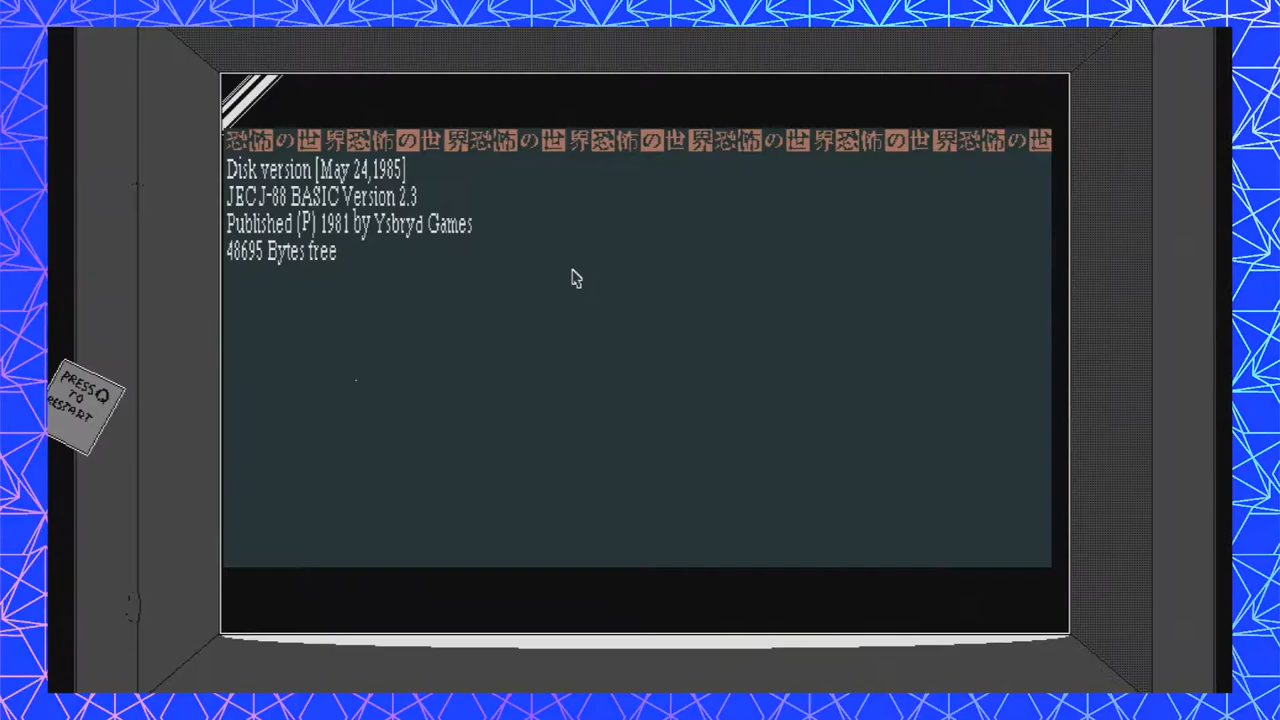 恐怖の世界恐怖の世界恐怖の世界恐怖の世界恐怖の世界恐怖の世界恐怖の世
Disk version [May 24,1985]
JEC J-88 BASIC Version 2.3
Published (P) 1981 by Ysbryd Games
48695 Bytes free
PRESS Q
TO
RESTART